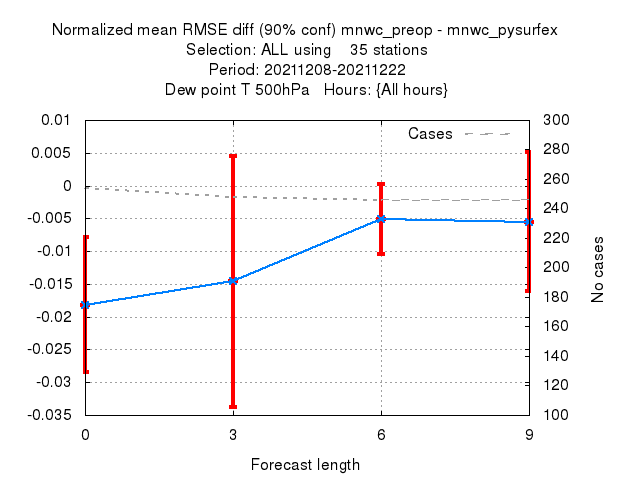 Normalized mean RMSE diff (90% conf) mnwc_preop - mnwc_pysurfex
Selection: ALL using 35 stations
Period: 20211208-20211222
Dew point T 500hPa Hours: {All hours}
Cases
0.01
0.005
0
-0.005
-0.01
-0.015
-0.02
-0.025
-0.03
-0.035
300
280
260
240
220
200
180
160
140
120
100
No cases
0 3 6 9
Forecast length